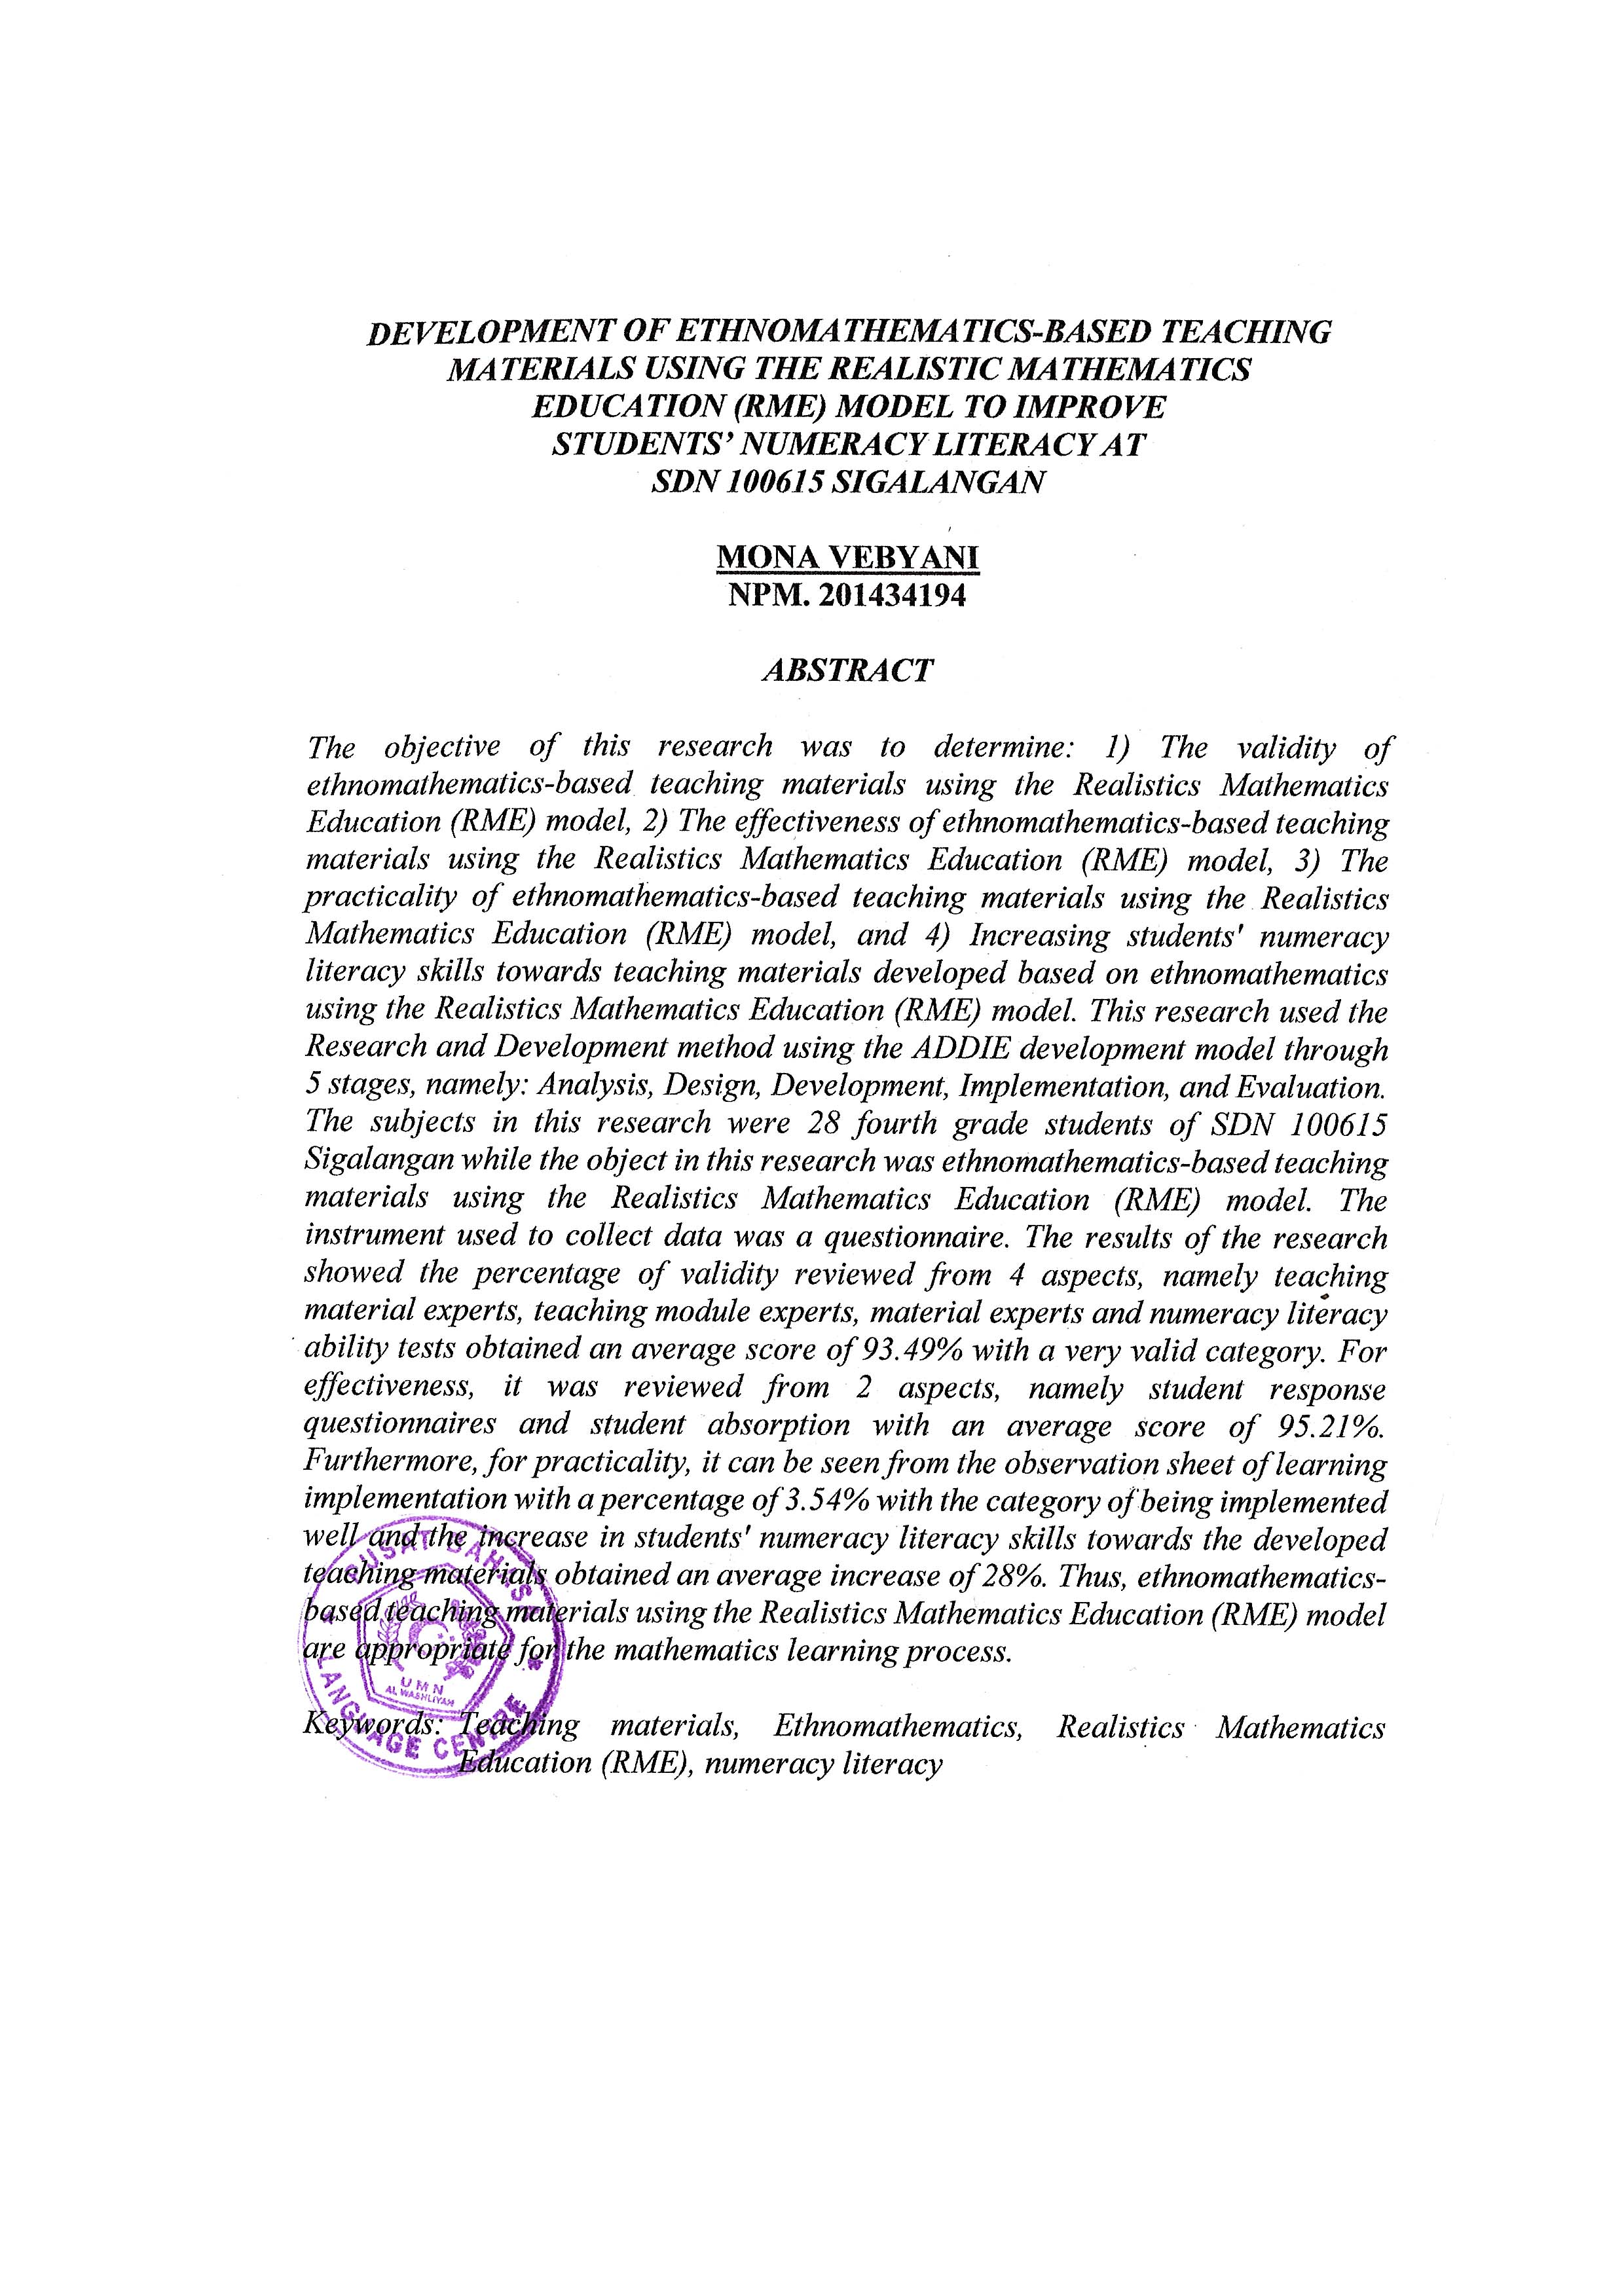 DEVELOPMENT OF ETHNOMATHEMATICS-BASED TEACHING
MATERIALS USING THE REALISTIC MATHEMATICS
EDUCATION (RME) MODEL TO IMPROVE
STUDENTS' NUMERACY LITERACY AT
SDN 100615 SIGALANGAN
MONA VEBYANI
NPM. 201434194
ABSTRACT
The objective of this research was to determine: 1) The validity of
ethnomathematics-based teaching materials using the Realistics Mathematics
Education (RME) model, 2) The effectiveness of ethnomathematics-based teaching
materials using the Realistics Mathematics Education (RME) model, 3) The
practicality of ethnomathematics-based teaching materials using the Realistics
Mathematics Education (RME) model, and 4) Increasing students' numeracy
literacy skills towards teaching materials developed based on ethnomathematics
using the Realistics Mathematics Education (RME) model. This research used the
Research and Development method using the ADDIE development model through
5 stages, namely: Analysis, Design, Development, Implementation, and Evaluation.
The subjects in this research were 28 fourth grade students of SDN 100615
Sigalangan while the object in this research was ethnomathematics-based teaching
materials using the Realistics Mathematics Education (RME) model. The
instrument used to collect data was a questionnaire. The results of the research
showed the percentage of validity reviewed from 4 aspects, namely teaching
material experts, teaching module experts, material experts and numeracy literacy
ability tests obtained an average score of 93.49% with a very valid category. For
effectiveness, it was reviewed from 2 aspects, namely student response
questionnaires and student absorption with an average score of 95.21%.
Furthermore, for practicality, it can be seen from the observation sheet of learning
implementation with a percentage of 3.54% with the category of being implemented
well and the increase in students' numeracy literacy skills towards the developed
teaching materials obtained an average increase of 28%. Thus, ethnomathematics-
based teaching materials using the Realistics Mathematics Education (RME) model
are appropriate for the mathematics learning process.
Keywords: Teaching materials, Ethnomathematics, Realistics Mathematics
Education (RME), numeracy literacy
PUSAT BAHASA
UMN
AL WASHLIYAH
LANGUAGE CENTRE